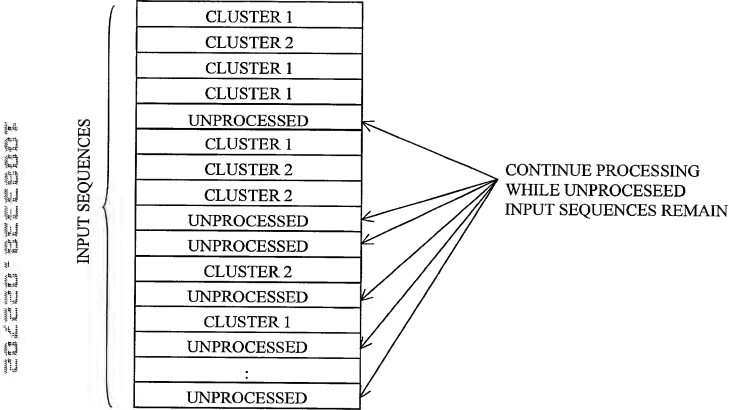 INPUT SEQUENCES
CLUSTER 1
CLUSTER 2
CLUSTER 1
CLUSTER 1
UNPROCESSED
CLUSTER 1
CLUSTER 2
CLUSTER 2
UNPROCESSED
UNPROCESSED
CLUSTER 2
UNPROCESSED
CLUSTER 1
UNPROCESSED
:
UNPROCESSED
CONTINUE PROCESSING
WHILE UNPROCESEED
INPUT SEQUENCES REMAIN